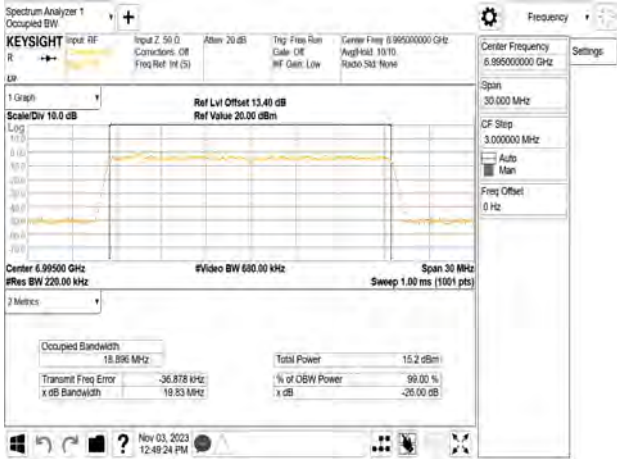 Spectrum Analyzer 1
Occupied BW
+
Frequency
KEYSIGHT Input: RF
R
Input Z: 50 Ω
Corrections: Off
Freq Ref: Int (S)
Atten: 20 dB
Trig: Free Run
Gate: Off
#IF Gain: Low
Center Freq: 6.995000000 GHz
Avg|Hold: 10/10
Radio Std: None
Center Frequency
6.995000000 GHz
Settings
Span
30.000 MHz
CF Step
3.000000 MHz
Auto
Man
Freq Offset
0 Hz
1 Graph
Scale/Div 10.0 dB
Ref Lvl Offset 13.40 dB
Ref Value 20.00 dBm
Log
10.0
0.00
Center 6.99500 GHz
#Res BW 220.00 kHz
#Video BW 680.00 kHz
Span 30 MHz
Sweep 1.00 ms (1001 pts)
2 Metrics
Occupied Bandwidth
18.896 MHz
Total Power 15.2 dBm
Transmit Freq Error -36.878 kHz
% of OBW Power 99.00 %
x dB Bandwidth 19.83 MHz
x dB -26.00 dB
?
Nov 03, 2023
12:49:24 PM